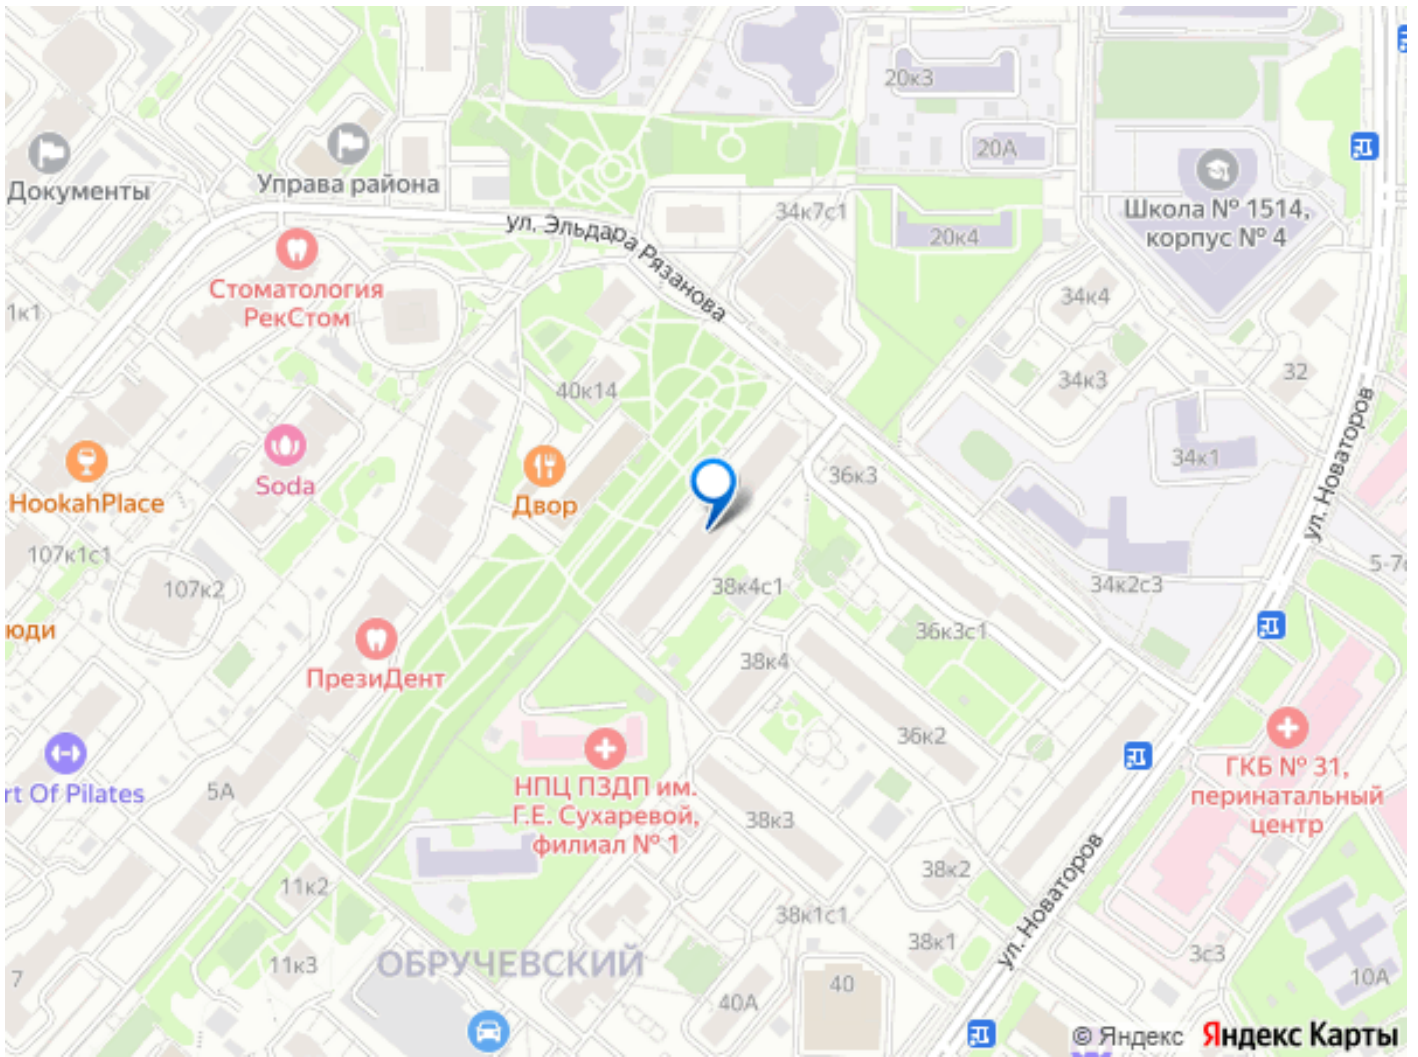 20к3
20А
Документы
Управа района
Школа № 1514,
корпус № 4
34к7с1
ул. Эльдара Рязанова
20к4
Стоматология
РекСтом
34к4
1к1
34к3
32
40к14
ул. Новаторов
34к1
36к3
Soda
HookahPlace
Двор
107к1с1
107к2
38к4с1
34к2с3
юди
36к3с1
38к4
ПрезиДент
36к2
rt Of Pilates
5А
НПЦ ПЗДП им.
Г.Е. Сухаревой,
филиал № 1
ГКБ № 31,
перинатальный
центр
38к3
11к2
38к2
38к1с1
ул. Новаторов
38к1
3с3
11к3
ОБРУЧЕВСКИЙ
7
40А
40
10А
© Яндекс Яндекс Карты